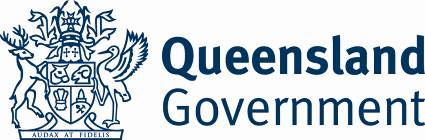 Queensland
Government
AUDAX AT FIDELIS